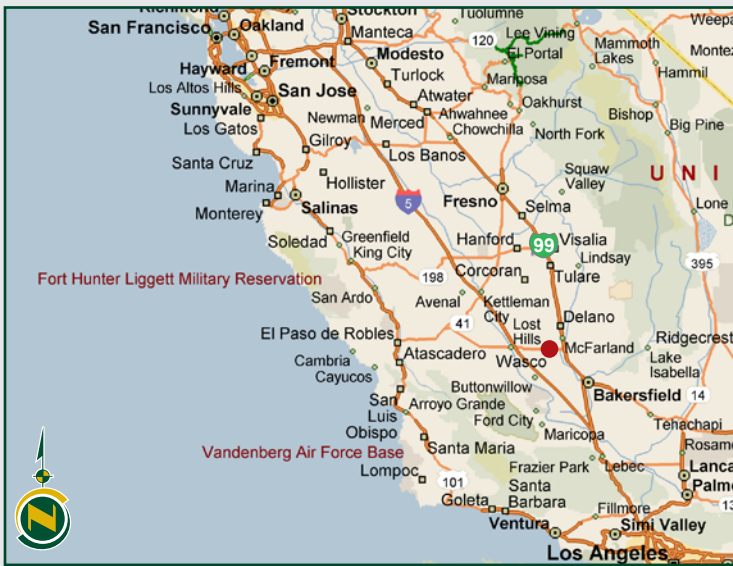 Stockton
Tuolumne
San Francisco
Oakland
Manteca
120
Lee Vining
El Portal
Mammoth
Lakes
Hayward
Fremont
Modesto
Hammil
Los Altos Hills
San Jose
Turlock
Mariposa
Sunnyvale
Atwater
Ahwahnee
Oakhurst
Bishop
Los Gatos
Newman
Merced
Chowchilla
North Fork
Big Pine
Gilroy
Los Banos
Santa Cruz
Hollister
Squaw
Valley
U N I
Marina
5
Fresno
Monterey
Salinas
Selma
Lone
Soledad
Greenfield
King City
Hanford
99
Visalia
Lindsay
395
Corcoran
Tulare
Fort Hunter Liggett Military Reservation
198
San Ardo
Avenal
Kettleman
City
41
Lost
Hills
Delano
El Paso de Robles
McFarland
Ridgecrest
Cambria
Atascadero
Wasco
Lake
Isabella
Cayucos
Buttonwillow
Bakersfield
14
San
Luis
Obispo
Arroyo Grande
Ford City
Tehachapi
Maricopa
Vandenberg Air Force Base
Santa Maria
Lompoc
101
Frazier Park
Lebec
Santa
Barbara
Goleta
Fillmore
Ventura
Simi Valley
Los Angeles
N